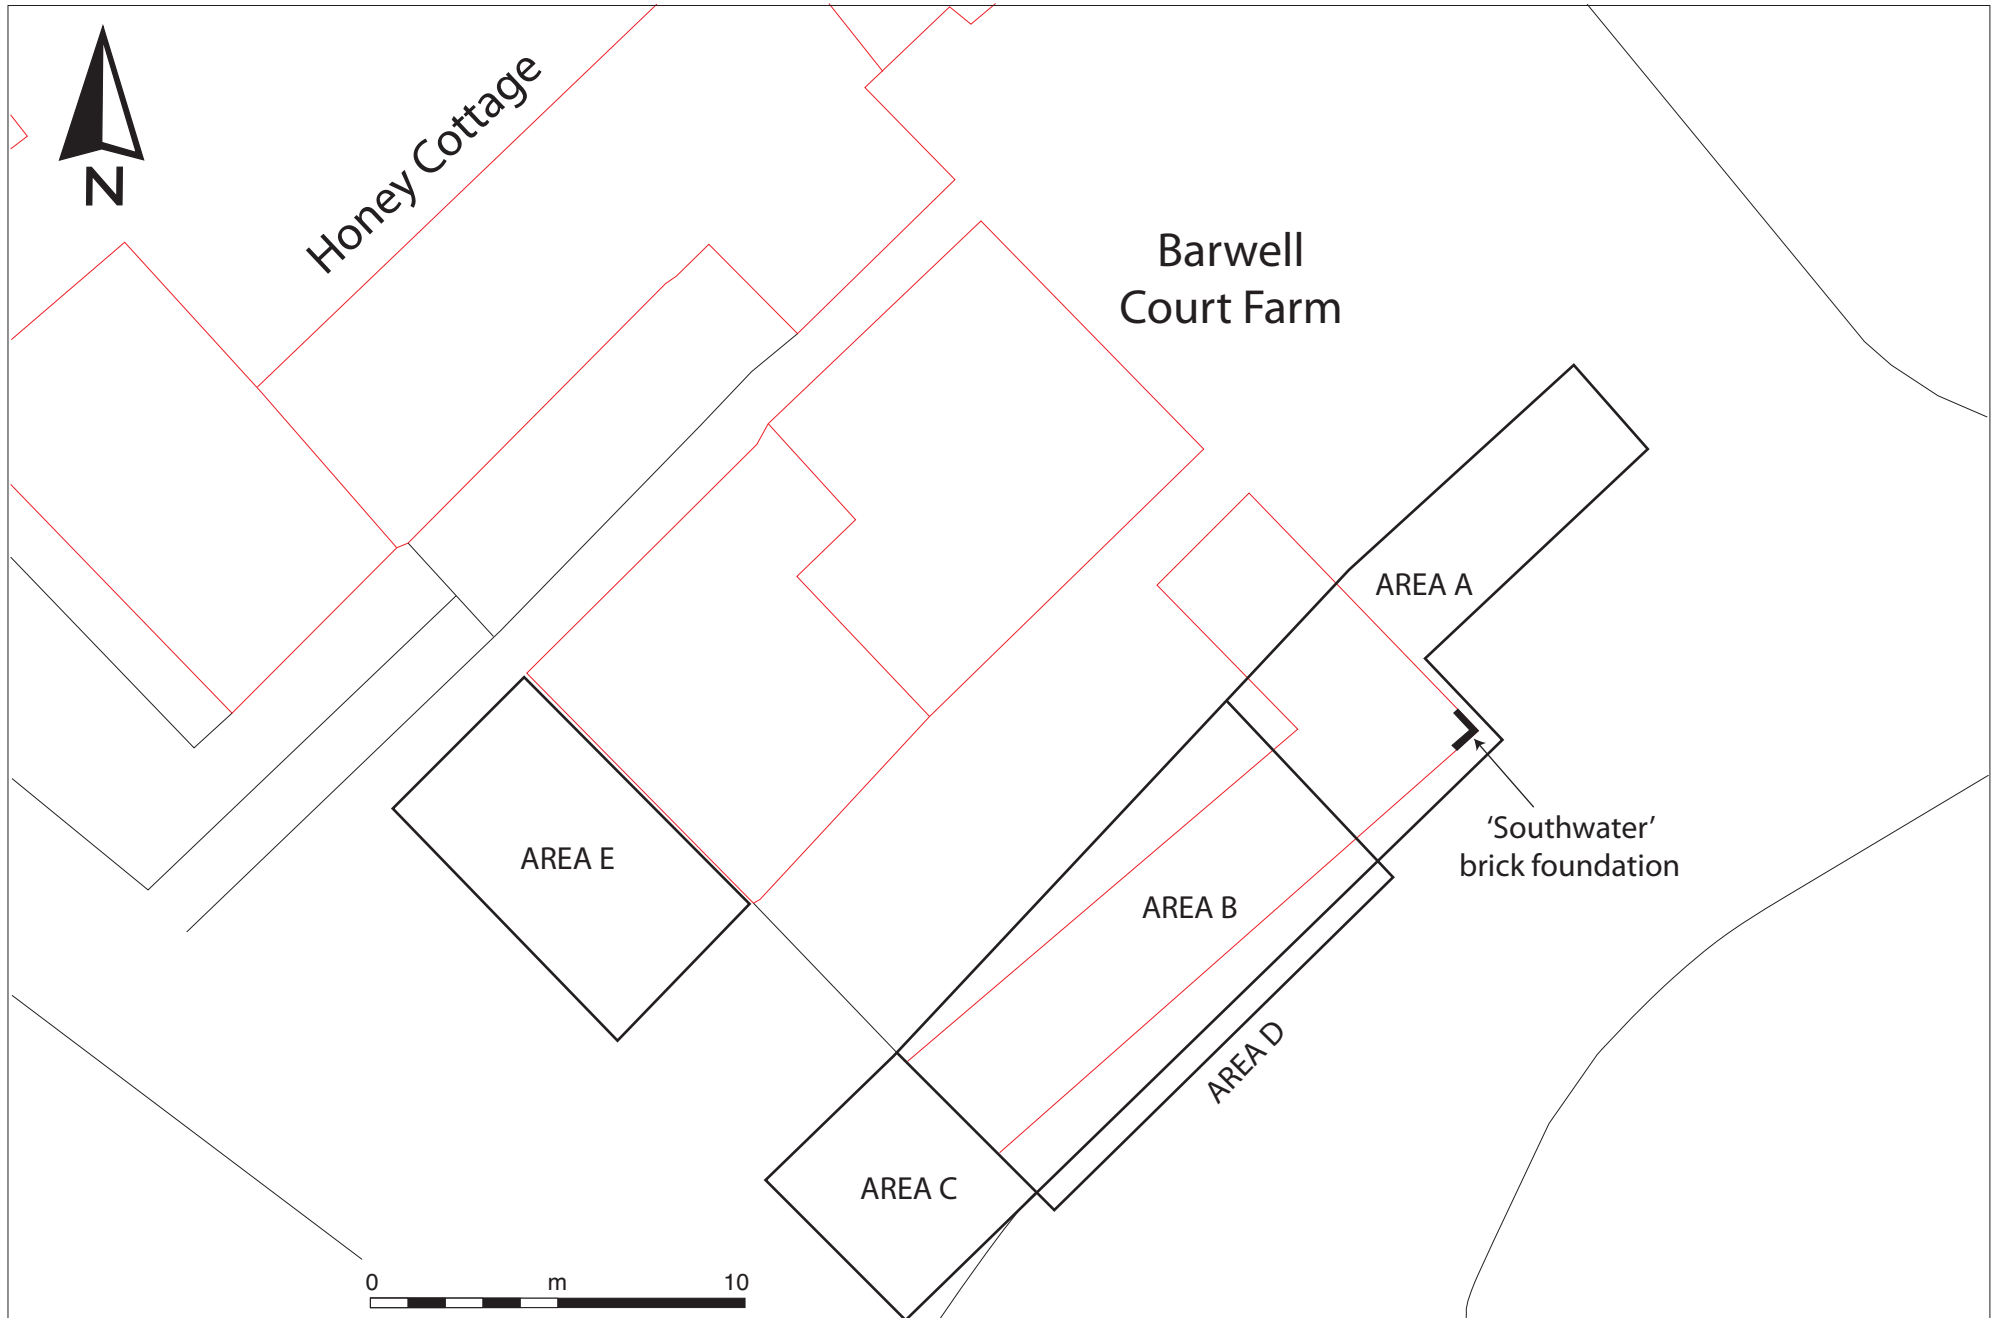 N
Honey Cottage
Barwell
Court Farm
AREA A
'Southwater'
brick foundation
AREA E
AREA B
AREA D
AREA C
0 m 10